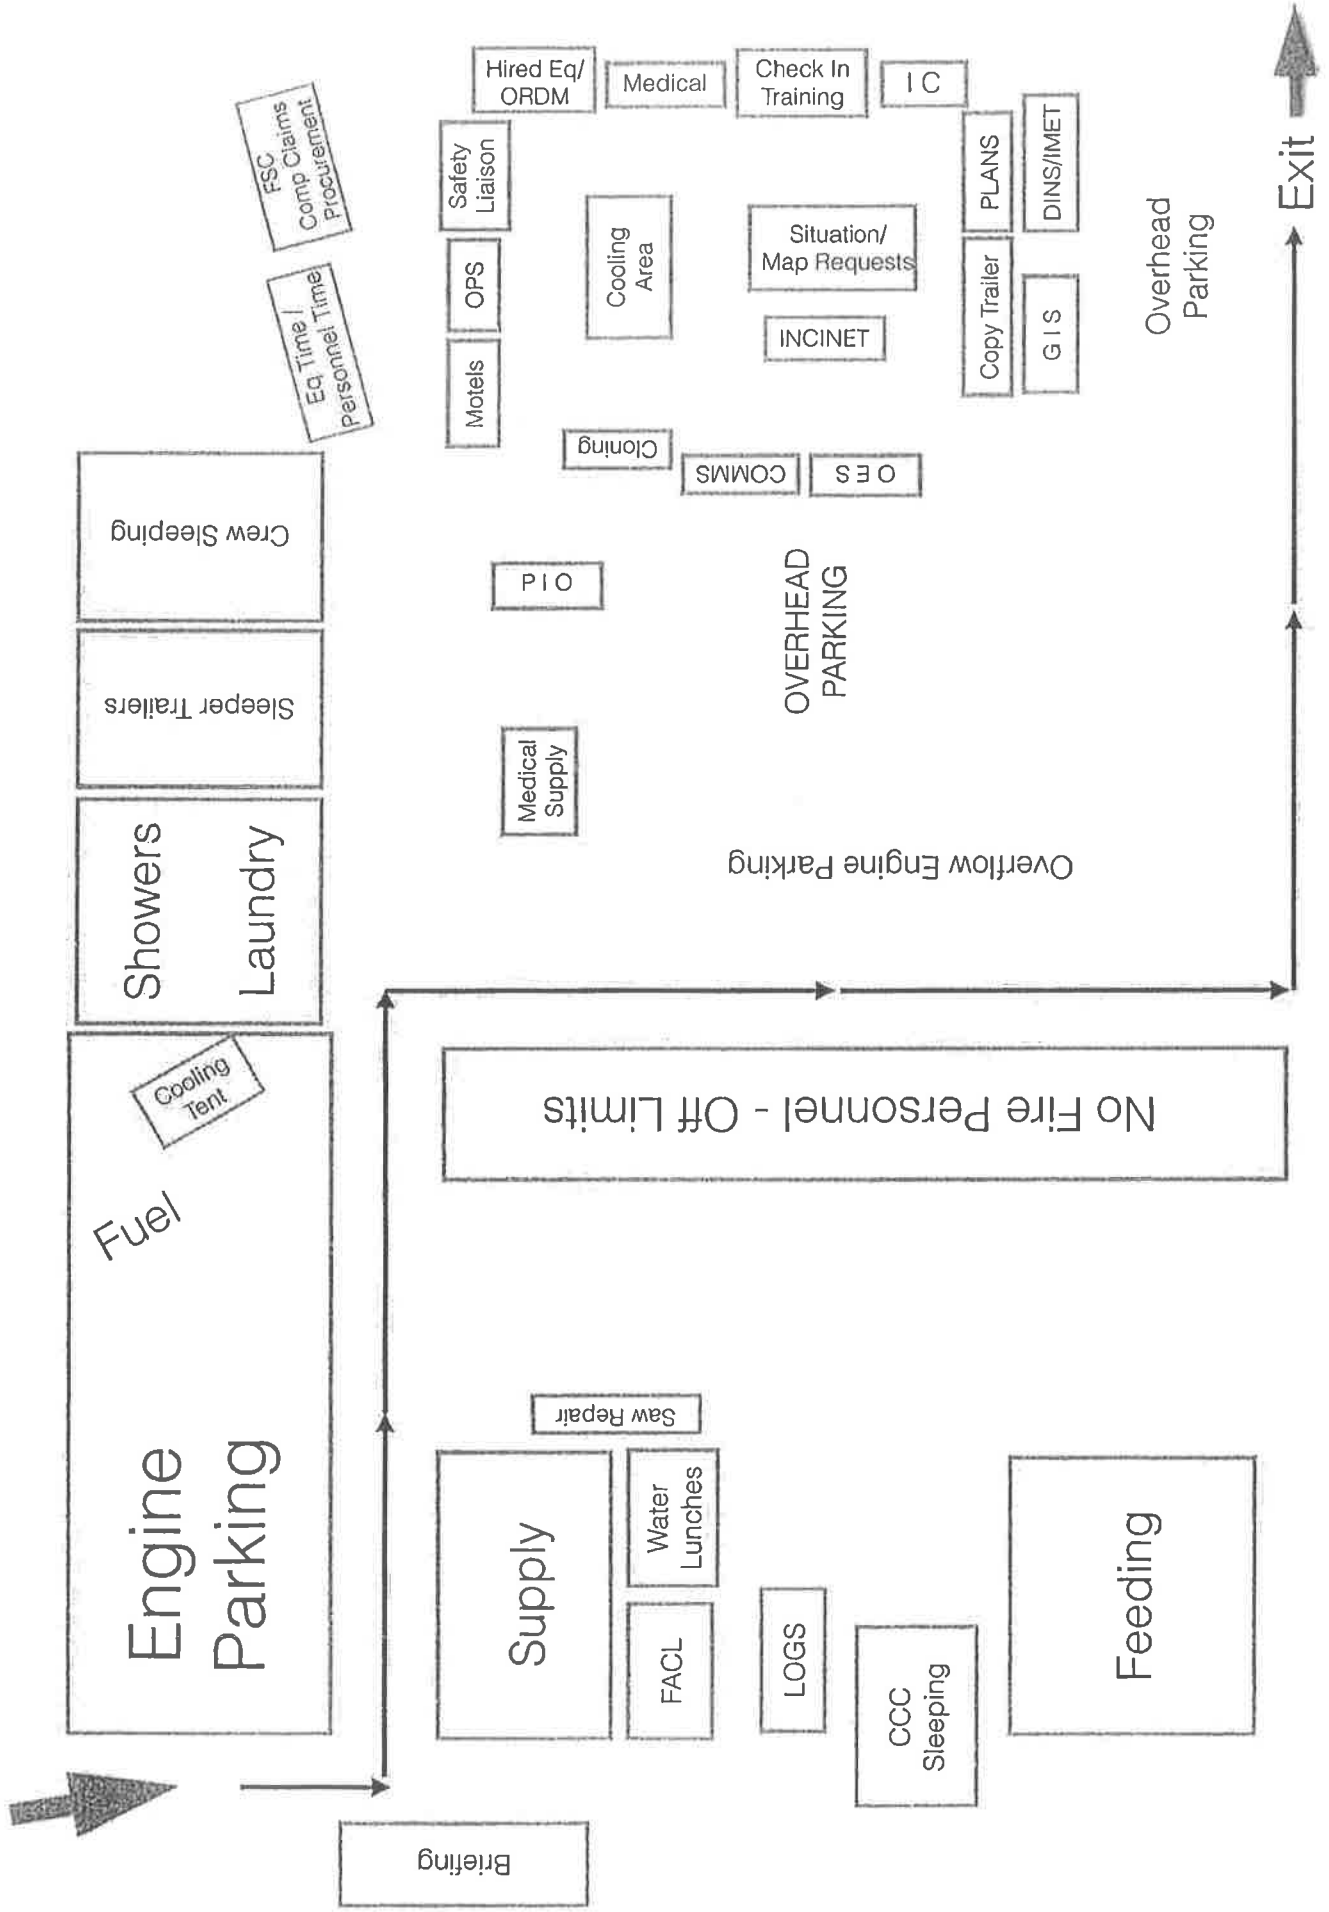 Hired Eq/
ORDM
Medical
Check In
Training
I C
FSC
Comp Claims
Procurement
Safety
Liaison
PLANS
DINS/IMET
Exit
Eq Time /
Personnel Time
OPS
Cooling
Area
Situation/
Map Requests
Copy Trailer
G I S
Overhead
Parking
Motels
INCINET
Cloning
COMMS
O E S
Crew Sleeping
P I O
OVERHEAD
PARKING
Sleeper Trailers
Medical
Supply
Showers
Laundry
Overflow Engine Parking
Cooling
Tent
Fuel
No Fire Personnel - Off Limits
Engine
Parking
Saw Repair
Supply
Water
Lunches
FACL
LOGS
CCC
Sleeping
Feeding
Briefing